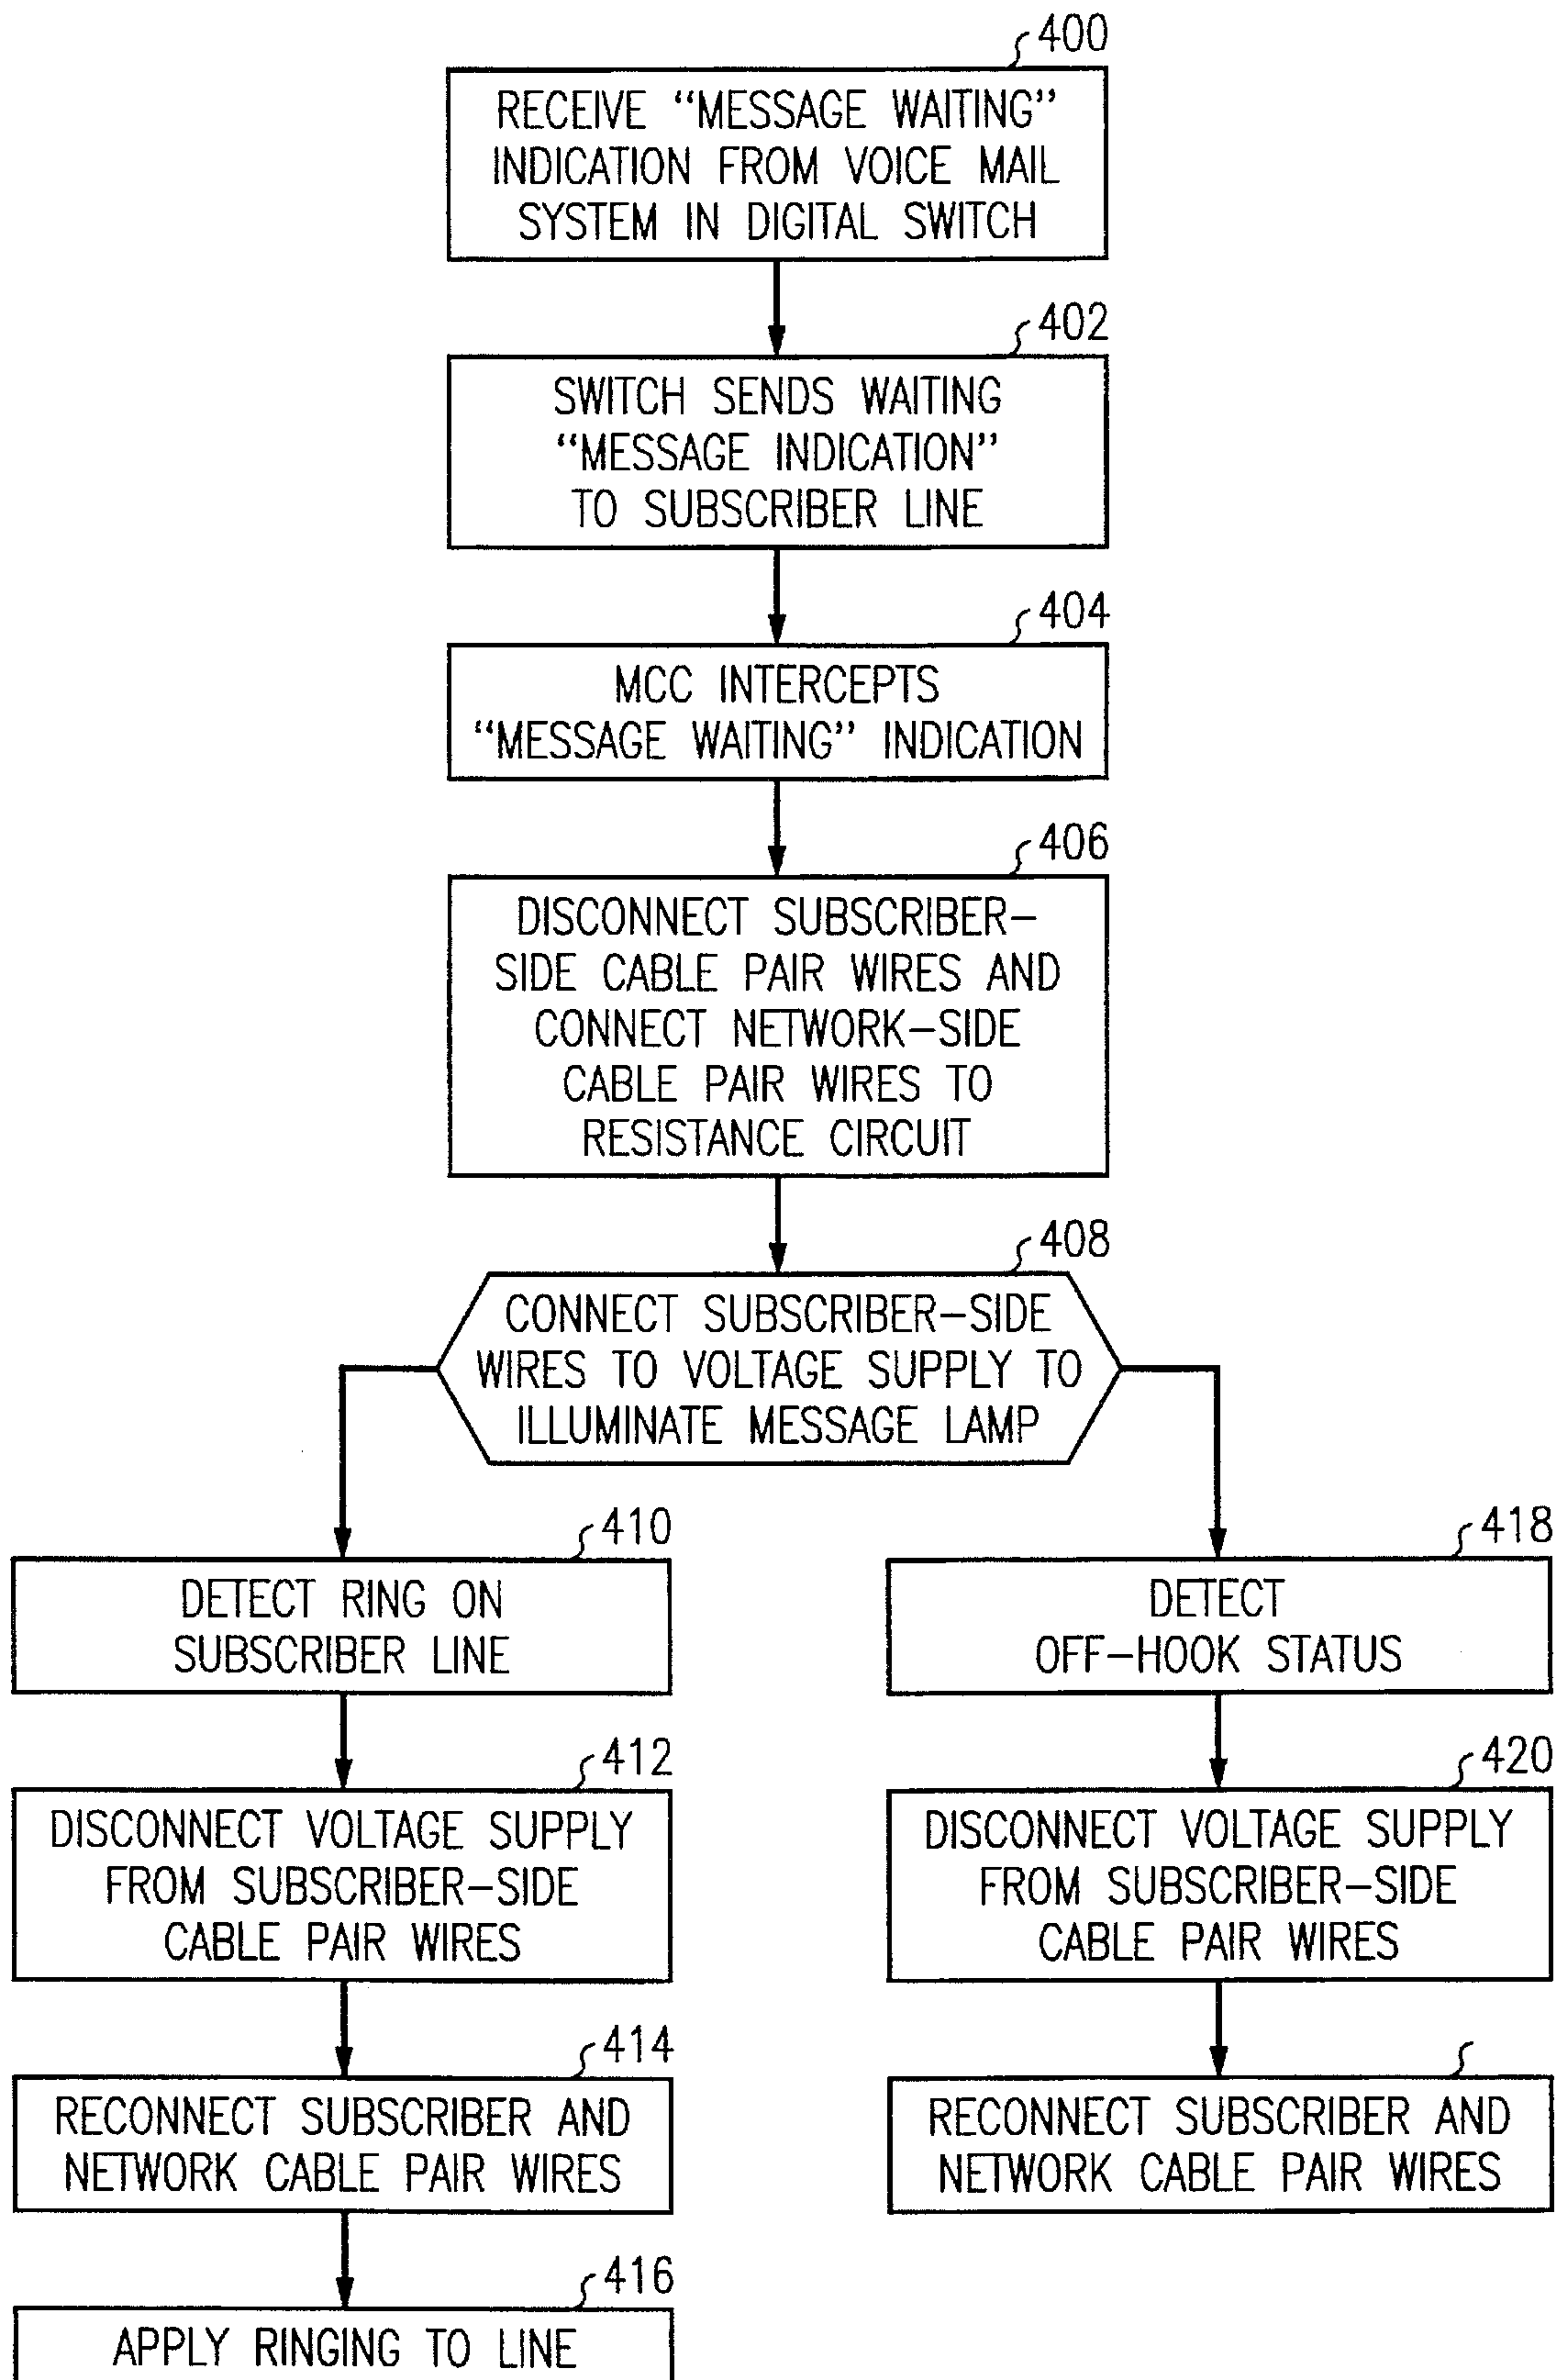 400
RECEIVE “MESSAGE WAITING”
INDICATION FROM VOICE MAIL
SYSTEM IN DIGITAL SWITCH
402
SWITCH SENDS WAITING
“MESSAGE INDICATION”
TO SUBSCRIBER LINE
404
MCC INTERCEPTS
“MESSAGE WAITING” INDICATION
406
DISCONNECT SUBSCRIBER–
SIDE CABLE PAIR WIRES AND
CONNECT NETWORK–SIDE
CABLE PAIR WIRES TO
RESISTANCE CIRCUIT
408
CONNECT SUBSCRIBER–SIDE
WIRES TO VOLTAGE SUPPLY TO
ILLUMINATE MESSAGE LAMP
410
DETECT RING ON
SUBSCRIBER LINE
412
DISCONNECT VOLTAGE SUPPLY
FROM SUBSCRIBER–SIDE
CABLE PAIR WIRES
414
RECONNECT SUBSCRIBER AND
NETWORK CABLE PAIR WIRES
416
APPLY RINGING TO LINE
418
DETECT
OFF–HOOK STATUS
420
DISCONNECT VOLTAGE SUPPLY
FROM SUBSCRIBER–SIDE
CABLE PAIR WIRES
RECONNECT SUBSCRIBER AND
NETWORK CABLE PAIR WIRES